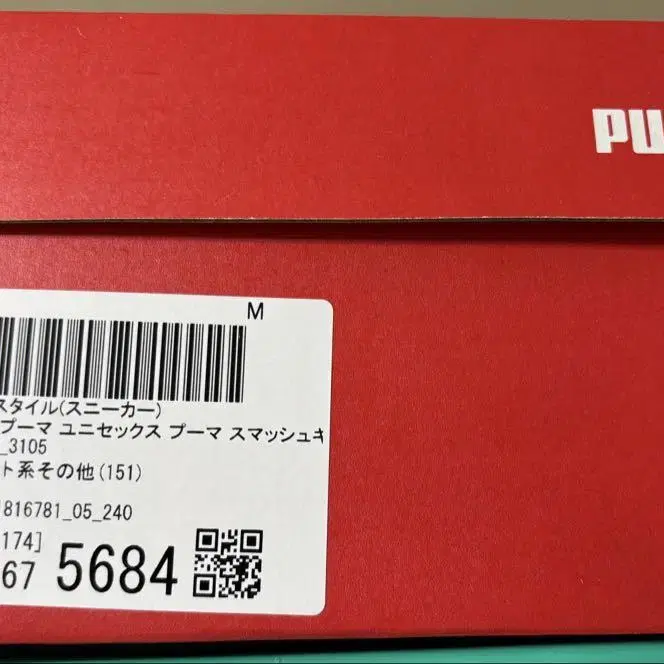 PU
M
スタイル(スニーカー)
プーマ ユニセックス プーマ スマッシュキ
_3105
ト系その他(151)
816781_05_240
174]
67 5684